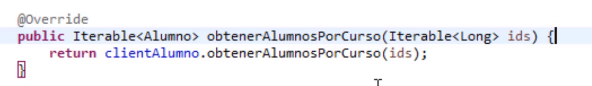 @Override
public Iterable<Alumno> obtenerAlumnosPorCurso(Iterable<Long> ids) {
return clientAlumno.obtenerAlumnosPorCurso(ids);
}